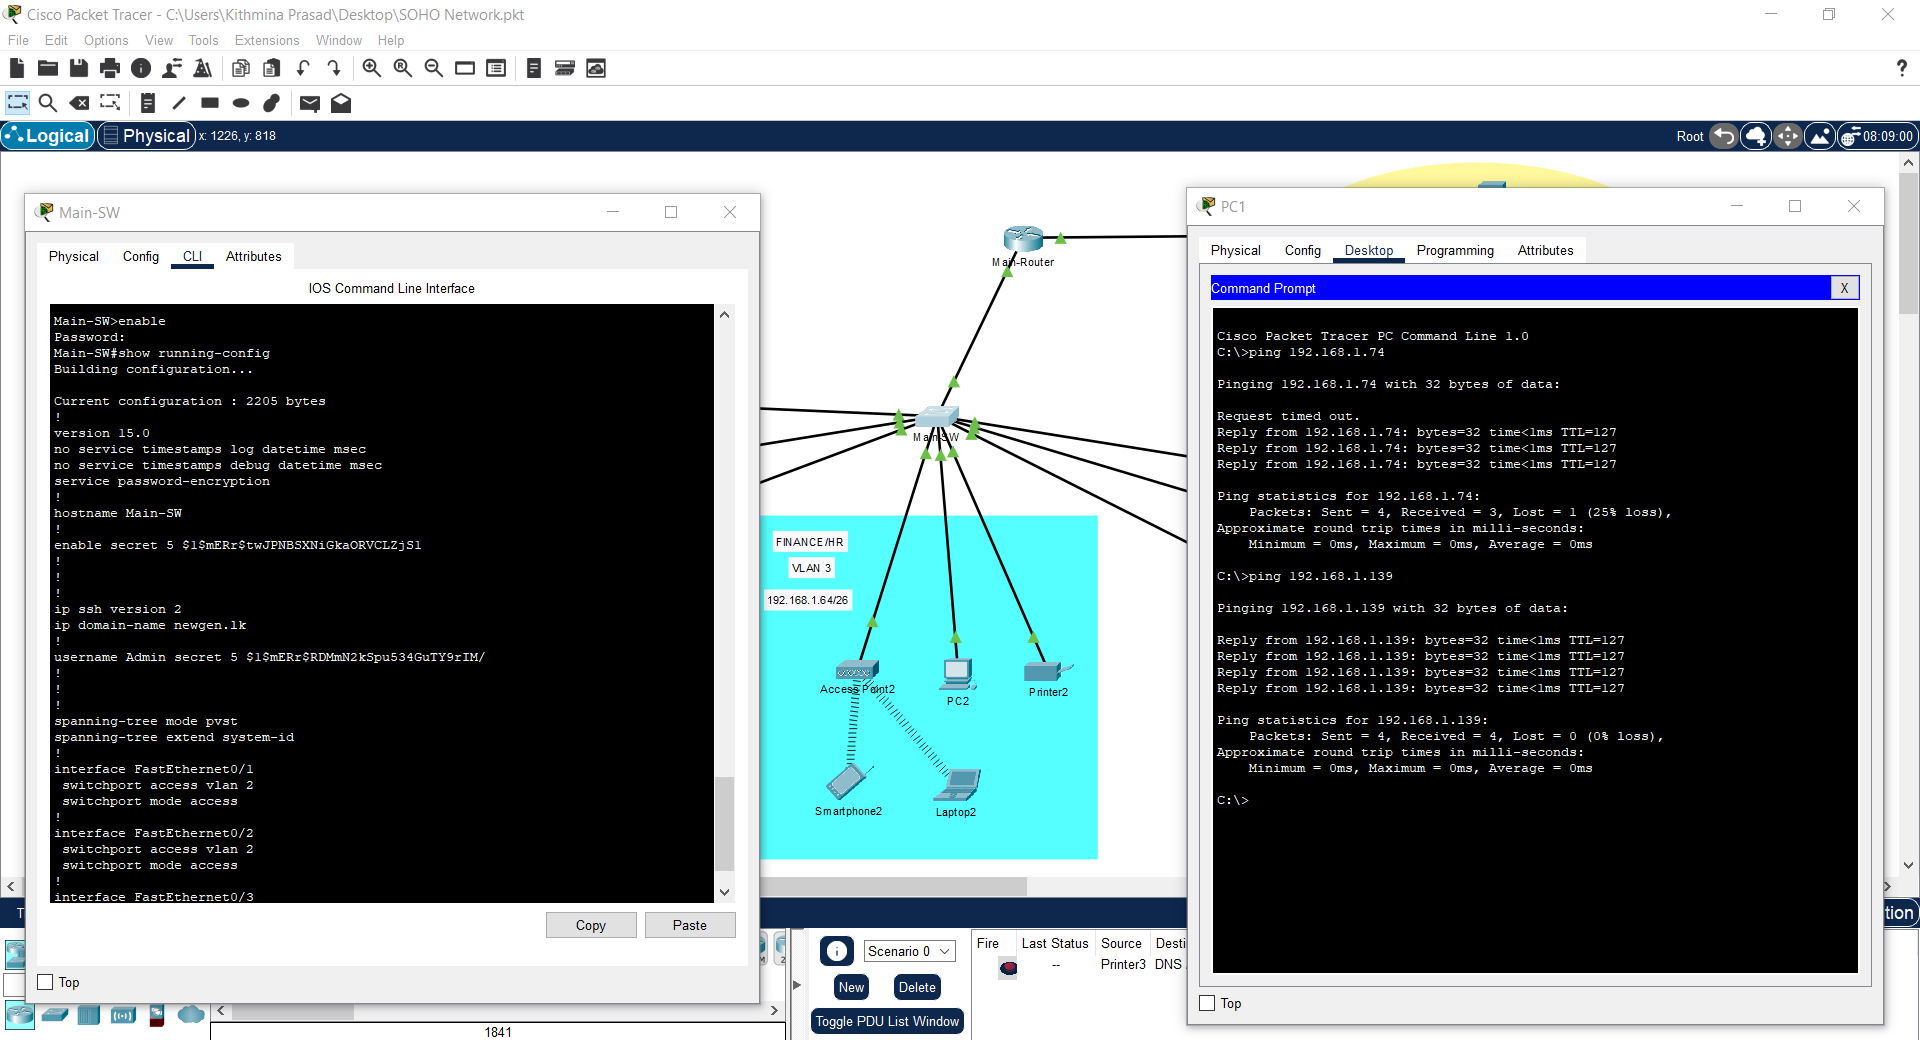 Cisco Packet Tracer - C:\Users\Kithmina Prasad\Desktop\SOHO Network.pkt
File Edit Options View Tools Extensions Window Help
Logical Physical x: 1226, y: 818
Root 08:09:00
Main-SW
Physical Config CLI Attributes
IOS Command Line Interface
Main-SW>enable
Password:
Main-SW#show running-config
Building configuration...
Current configuration : 2205 bytes
!
version 15.0
no service timestamps log datetime msec
no service timestamps debug datetime msec
service password-encryption
!
hostname Main-SW
!
enable secret 5 $1$mERr$twJPNBSXNiGkaORVCLZjS1
!
!
!
ip ssh version 2
ip domain-name newgen.lk
!
username Admin secret 5 $1$mERr$RDMmN2kSpu534GuTY9rIM/
!
!
!
spanning-tree mode pvst
spanning-tree extend system-id
!
interface FastEthernet0/1
switchport access vlan 2
switchport mode access
!
interface FastEthernet0/2
switchport access vlan 2
switchport mode access
!
interface FastEthernet0/3
Copy Paste
Top
Main-Router
Main-SW
FINANCE/HR
VLAN 3
192.168.1.64/26
Access Point2
PC2
Printer2
Smartphone2
Laptop2
PC1
Physical Config Desktop Programming Attributes
Command Prompt X
Cisco Packet Tracer PC Command Line 1.0
C:\>ping 192.168.1.74
Pinging 192.168.1.74 with 32 bytes of data:
Request timed out.
Reply from 192.168.1.74: bytes=32 time<1ms TTL=127
Reply from 192.168.1.74: bytes=32 time<1ms TTL=127
Reply from 192.168.1.74: bytes=32 time<1ms TTL=127
Ping statistics for 192.168.1.74:
Packets: Sent = 4, Received = 3, Lost = 1 (25% loss),
Approximate round trip times in milli-seconds:
Minimum = 0ms, Maximum = 0ms, Average = 0ms
C:\>ping 192.168.1.139
Pinging 192.168.1.139 with 32 bytes of data:
Reply from 192.168.1.139: bytes=32 time<1ms TTL=127
Reply from 192.168.1.139: bytes=32 time<1ms TTL=127
Reply from 192.168.1.139: bytes=32 time<1ms TTL=127
Reply from 192.168.1.139: bytes=32 time<1ms TTL=127
Ping statistics for 192.168.1.139:
Packets: Sent = 4, Received = 4, Lost = 0 (0% loss),
Approximate round trip times in milli-seconds:
Minimum = 0ms, Maximum = 0ms, Average = 0ms
C:\>
Top
Scenario 0
New Delete
Toggle PDU List Window
Fire Last Status Source Desti
-- Printer3 DNS
1841